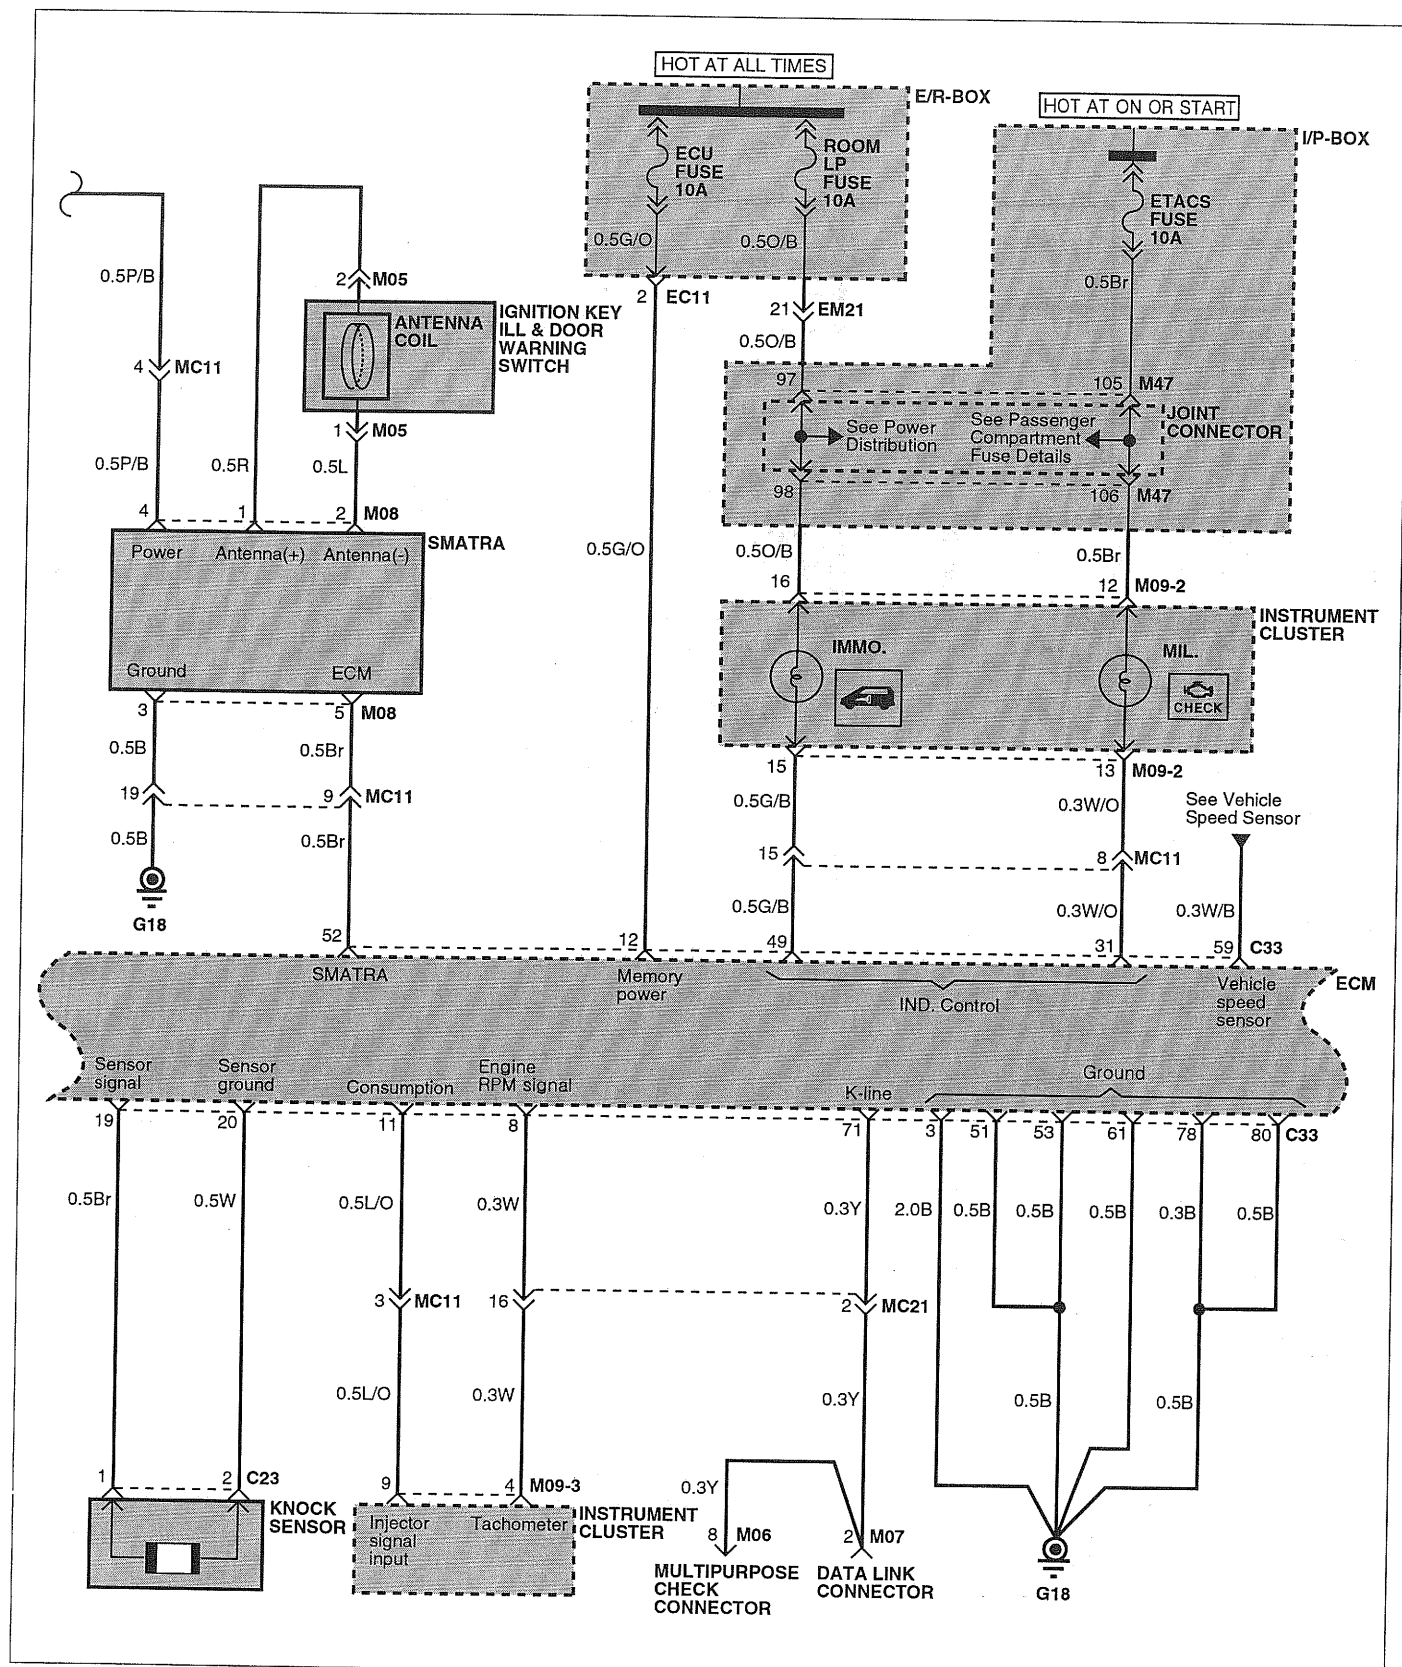 HOT AT ALL TIMES
E/R-BOX
HOT AT ON OR START
I/P-BOX
ECU
FUSE
10A
ROOM
LP
FUSE
10A
ETACS
FUSE
10A
0.5G/O
0.5O/B
0.5Br
0.5P/B
2 M05
2 EC11
21 EM21
ANTENNA
COIL
IGNITION KEY
ILL & DOOR
WARNING
SWITCH
0.5O/B
4 MC11
97
105 M47
1 M05
See Power
Distribution
See Passenger
Compartment
Fuse Details
JOINT
CONNECTOR
0.5P/B
0.5R
0.5L
98
106 M47
4
1
2 M08
SMATRA
Power
Antenna(+)
Antenna(-)
0.5G/O
0.5O/B
0.5Br
16
12 M09-2
INSTRUMENT
CLUSTER
IMMO.
MIL.
CHECK
Ground
ECM
3
5 M08
0.5B
0.5Br
15
13 M09-2
19
9 MC11
0.5G/B
0.3W/O
See Vehicle
Speed Sensor
0.5B
0.5Br
15
8 MC11
G18
0.5G/B
0.3W/O
0.3W/B
52
12
49
31
59 C33
SMATRA
Memory
power
IND. Control
Vehicle
speed
sensor
ECM
Sensor
signal
Sensor
ground
Consumption
Engine
RPM signal
K-line
Ground
19
20
11
8
71
3
51
53
61
78
80 C33
0.5Br
0.5W
0.5L/O
0.3W
0.3Y
2.0B
0.5B
0.5B
0.5B
0.3B
0.5B
3 MC11
16
2 MC21
0.5L/O
0.3W
0.3Y
0.5B
0.5B
1
2 C23
9
4 M09-3
0.3Y
KNOCK
SENSOR
Injector
signal
input
Tachometer
INSTRUMENT
CLUSTER
8 M06
2 M07
MULTIPURPOSE
CHECK
CONNECTOR
DATA LINK
CONNECTOR
G18